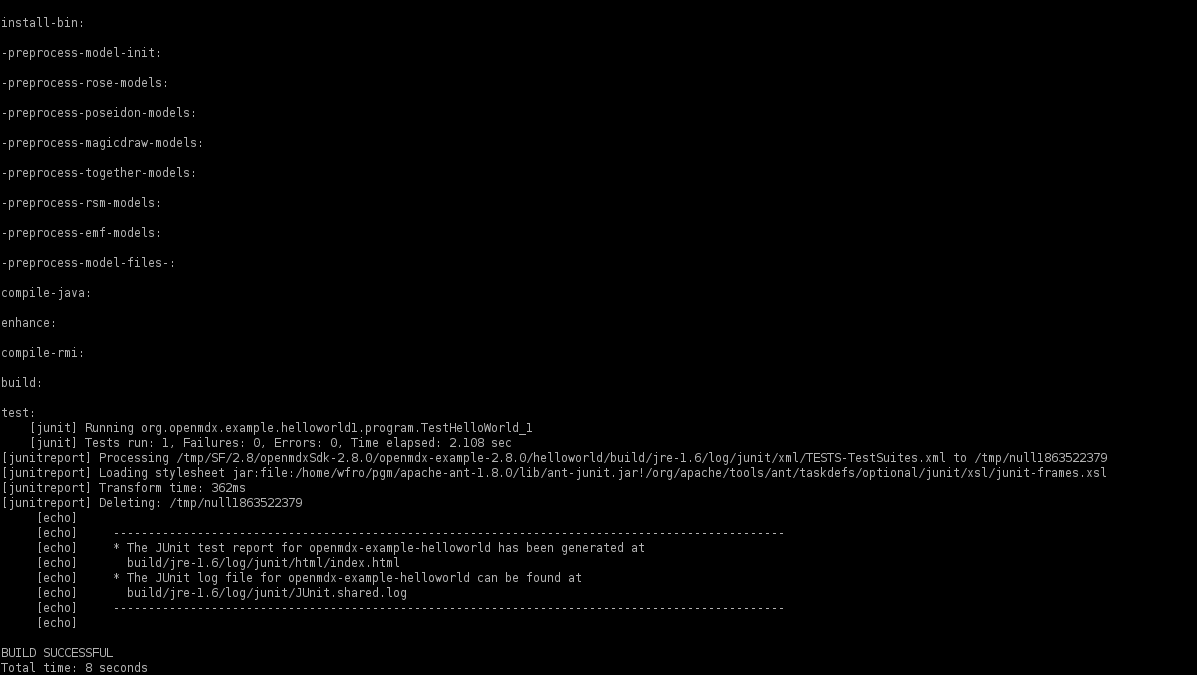 install-bin:
-preprocess-model-init:
-preprocess-rose-models:
-preprocess-poseidon-models:
-preprocess-magicdraw-models:
-preprocess-together-models:
-preprocess-rsm-models:
-preprocess-emf-models:
-preprocess-model-files-:
compile-java:
enhance:
compile-rmi:
build:
test:
[junit] Running org.openmdx.example.helloworld1.program.TestHelloWorld_1
[junit] Tests run: 1, Failures: 0, Errors: 0, Time elapsed: 2.108 sec
[junitreport] Processing /tmp/SF/2.8/openmdxSdk-2.8.0/openmdx-example-2.8.0/helloworld/build/jre-1.6/log/junit/xml/TESTS-TestSuites.xml to /tmp/null1863522379
[junitreport] Loading stylesheet jar:file:/home/wfro/pgm/apache-ant-1.8.0/lib/ant-junit.jar!/org/apache/tools/ant/taskdefs/optional/junit/xsl/junit-frames.xsl
[junitreport] Transform time: 362ms
[junitreport] Deleting: /tmp/null1863522379
[echo]
[echo] ------------------------------------------------------------------------------------------------
[echo] * The JUnit test report for openmdx-example-helloworld has been generated at
[echo] build/jre-1.6/log/junit/html/index.html
[echo] * The JUnit log file for openmdx-example-helloworld can be found at
[echo] build/jre-1.6/log/junit/JUnit.shared.log
[echo] ------------------------------------------------------------------------------------------------
[echo]
BUILD SUCCESSFUL
Total time: 8 seconds